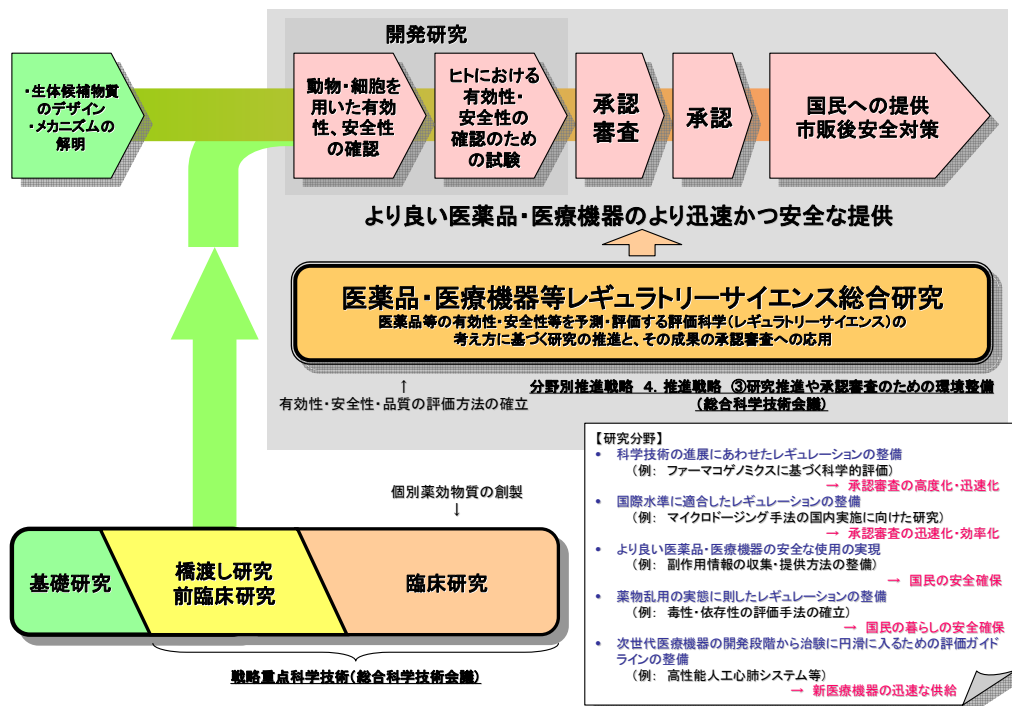 開発研究
・生体候補物質
のデザイン
・メカニズムの
解明
動物・細胞を
用いた有効
性、安全性
の確認
ヒトにおける
有効性・
安全性の
確認のため
の試験
承認
審査
承認
国民への提供
市販後安全対策
より良い医薬品・医療機器のより迅速かつ安全な提供
医薬品・医療機器等レギュラトリーサイエンス総合研究
医薬品等の有効性・安全性等を予測・評価する評価科学(レギュラトリーサイエンス)の
考え方に基づく研究の推進と、その成果の承認審査への応用
↑
有効性・安全性・品質の評価方法の確立
分野別推進戦略 4. 推進戦略 ③研究推進や承認審査のための環境整備
(総合科学技術会議)
個別薬効物質の創製
↓
基礎研究
橋渡し研究
前臨床研究
臨床研究
戦略重点科学技術(総合科学技術会議)
【研究分野】
• 科学技術の進展にあわせたレギュレーションの整備
(例: ファーマコゲノミクスに基づく科学的評価)
→ 承認審査の高度化・迅速化
• 国際水準に適合したレギュレーションの整備
(例: マイクロドージング手法の国内実施に向けた研究)
→ 承認審査の迅速化・効率化
• より良い医薬品・医療機器の安全な使用の実現
(例: 副作用情報の収集・提供方法の整備)
→ 国民の安全確保
• 薬物乱用の実態に則したレギュレーションの整備
(例: 毒性・依存性の評価手法の確立)
→ 国民の暮らしの安全確保
• 次世代医療機器の開発段階から治験に円滑に入るための評価ガイド
ラインの整備
(例: 高性能人工心肺システム等)
→ 新医療機器の迅速な供給